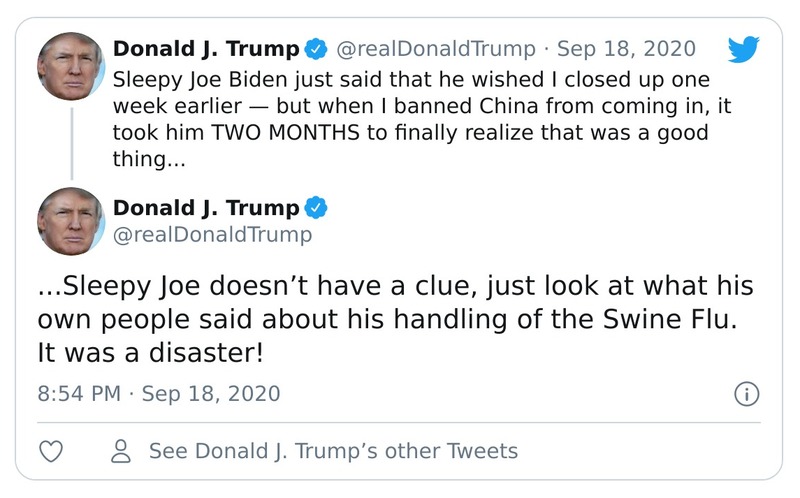 Donald J. Trump @realDonaldTrump · Sep 18, 2020
Sleepy Joe Biden just said that he wished I closed up one
week earlier — but when I banned China from coming in, it
took him TWO MONTHS to finally realize that was a good
thing...
Donald J. Trump
@realDonaldTrump
...Sleepy Joe doesn’t have a clue, just look at what his
own people said about his handling of the Swine Flu.
It was a disaster!
8:54 PM · Sep 18, 2020
See Donald J. Trump’s other Tweets